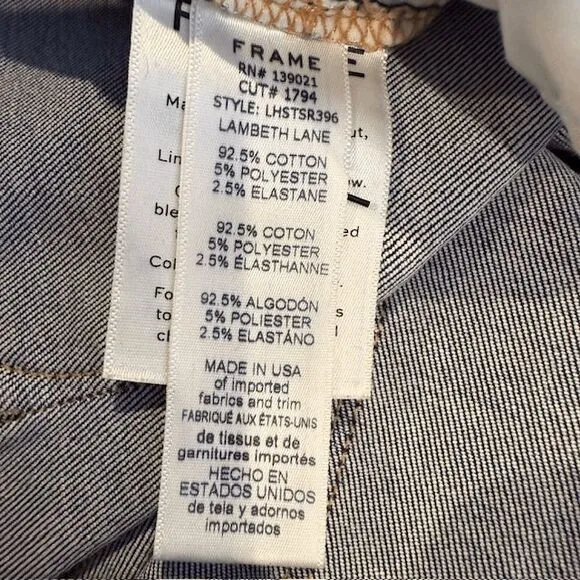 FRAME
RN# 139021
CUT# 1794
STYLE: LHSTSR396
LAMBETH LANE
92.5% COTTON
5% POLYESTER
2.5% ELASTANE
92.5% COTON
5% POLYESTER
2.5% ÉLASTHANNE
92.5% ALGODÓN
5% POLIESTER
2.5% ELASTÁNO
MADE IN USA
of imported
fabrics and trim
FABRIQUÉ AUX ÉTATS-UNIS
de tissus et de
garnitures importés
HECHO EN
ESTADOS UNIDOS
de tela y adornos
importados